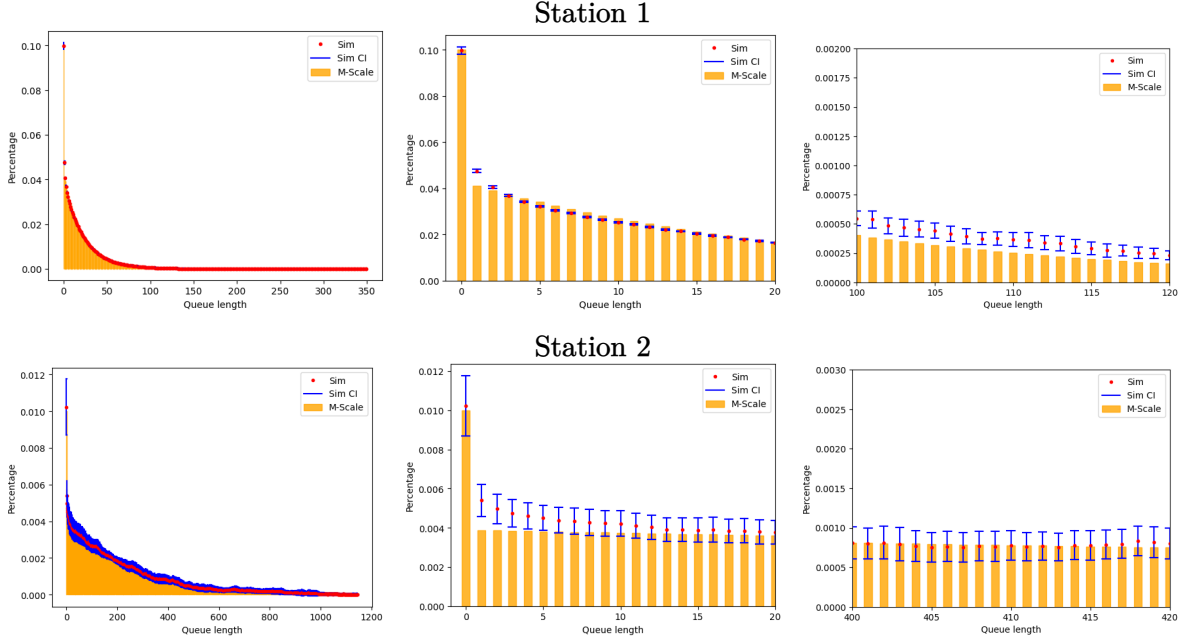 Station 1
0.10
0.08
0.06
0.04
0.02
0.00
Percentage
0 50 100 150 200 250 300 350
Queue length
Sim
Sim CI
M-Scale
0.10
0.08
0.06
0.04
0.02
0.00
Percentage
0 5 10 15 20
Queue length
Sim
Sim CI
M-Scale
0.00200
0.00175
0.00150
0.00125
0.00100
0.00075
0.00050
0.00025
0.00000
Percentage
100 105 110 115 120
Queue length
Sim
Sim CI
M-Scale
Station 2
0.012
0.010
0.008
0.006
0.004
0.002
0.000
Percentage
0 200 400 600 800 1000 1200
Queue length
Sim
Sim CI
M-Scale
0.012
0.010
0.008
0.006
0.004
0.002
0.000
Percentage
0 5 10 15 20
Queue length
Sim
Sim CI
M-Scale
0.0030
0.0025
0.0020
0.0015
0.0010
0.0005
0.0000
Percentage
400 405 410 415 420
Queue length
Sim
Sim CI
M-Scale